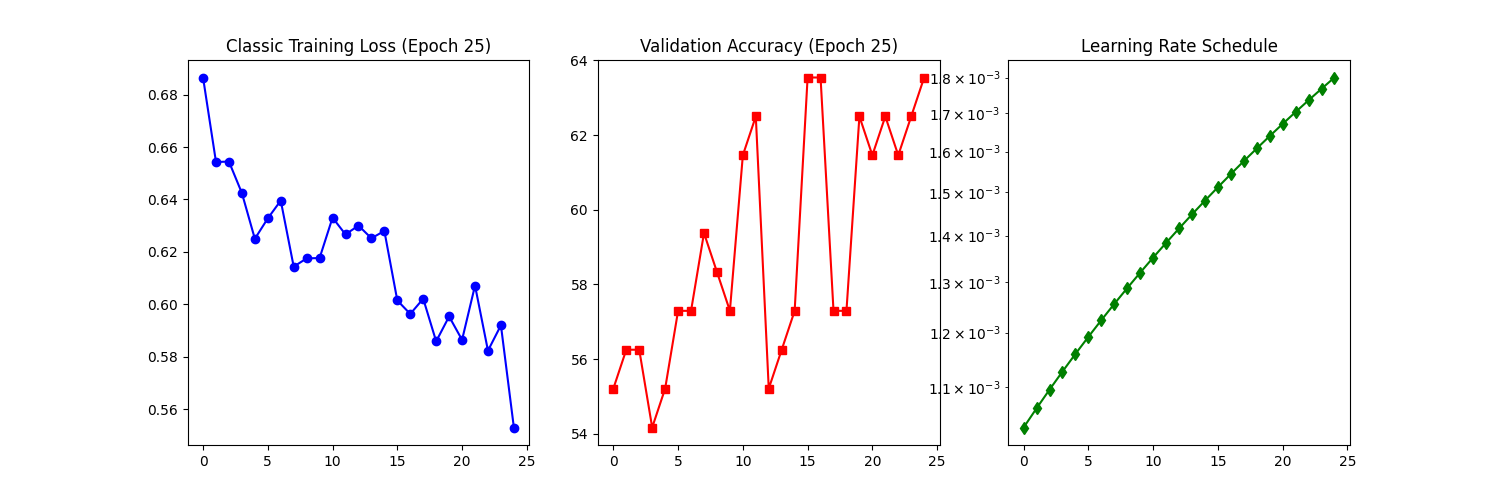 Classic Training Loss (Epoch 25)
0.68
0.66
0.64
0.62
0.60
0.58
0.56
0 5 10 15 20 25
Validation Accuracy (Epoch 25)
64
62
60
58
56
54
0 5 10 15 20 25
Learning Rate Schedule
1.8 × 10⁻³
1.7 × 10⁻³
1.6 × 10⁻³
1.5 × 10⁻³
1.4 × 10⁻³
1.3 × 10⁻³
1.2 × 10⁻³
1.1 × 10⁻³
0 5 10 15 20 25